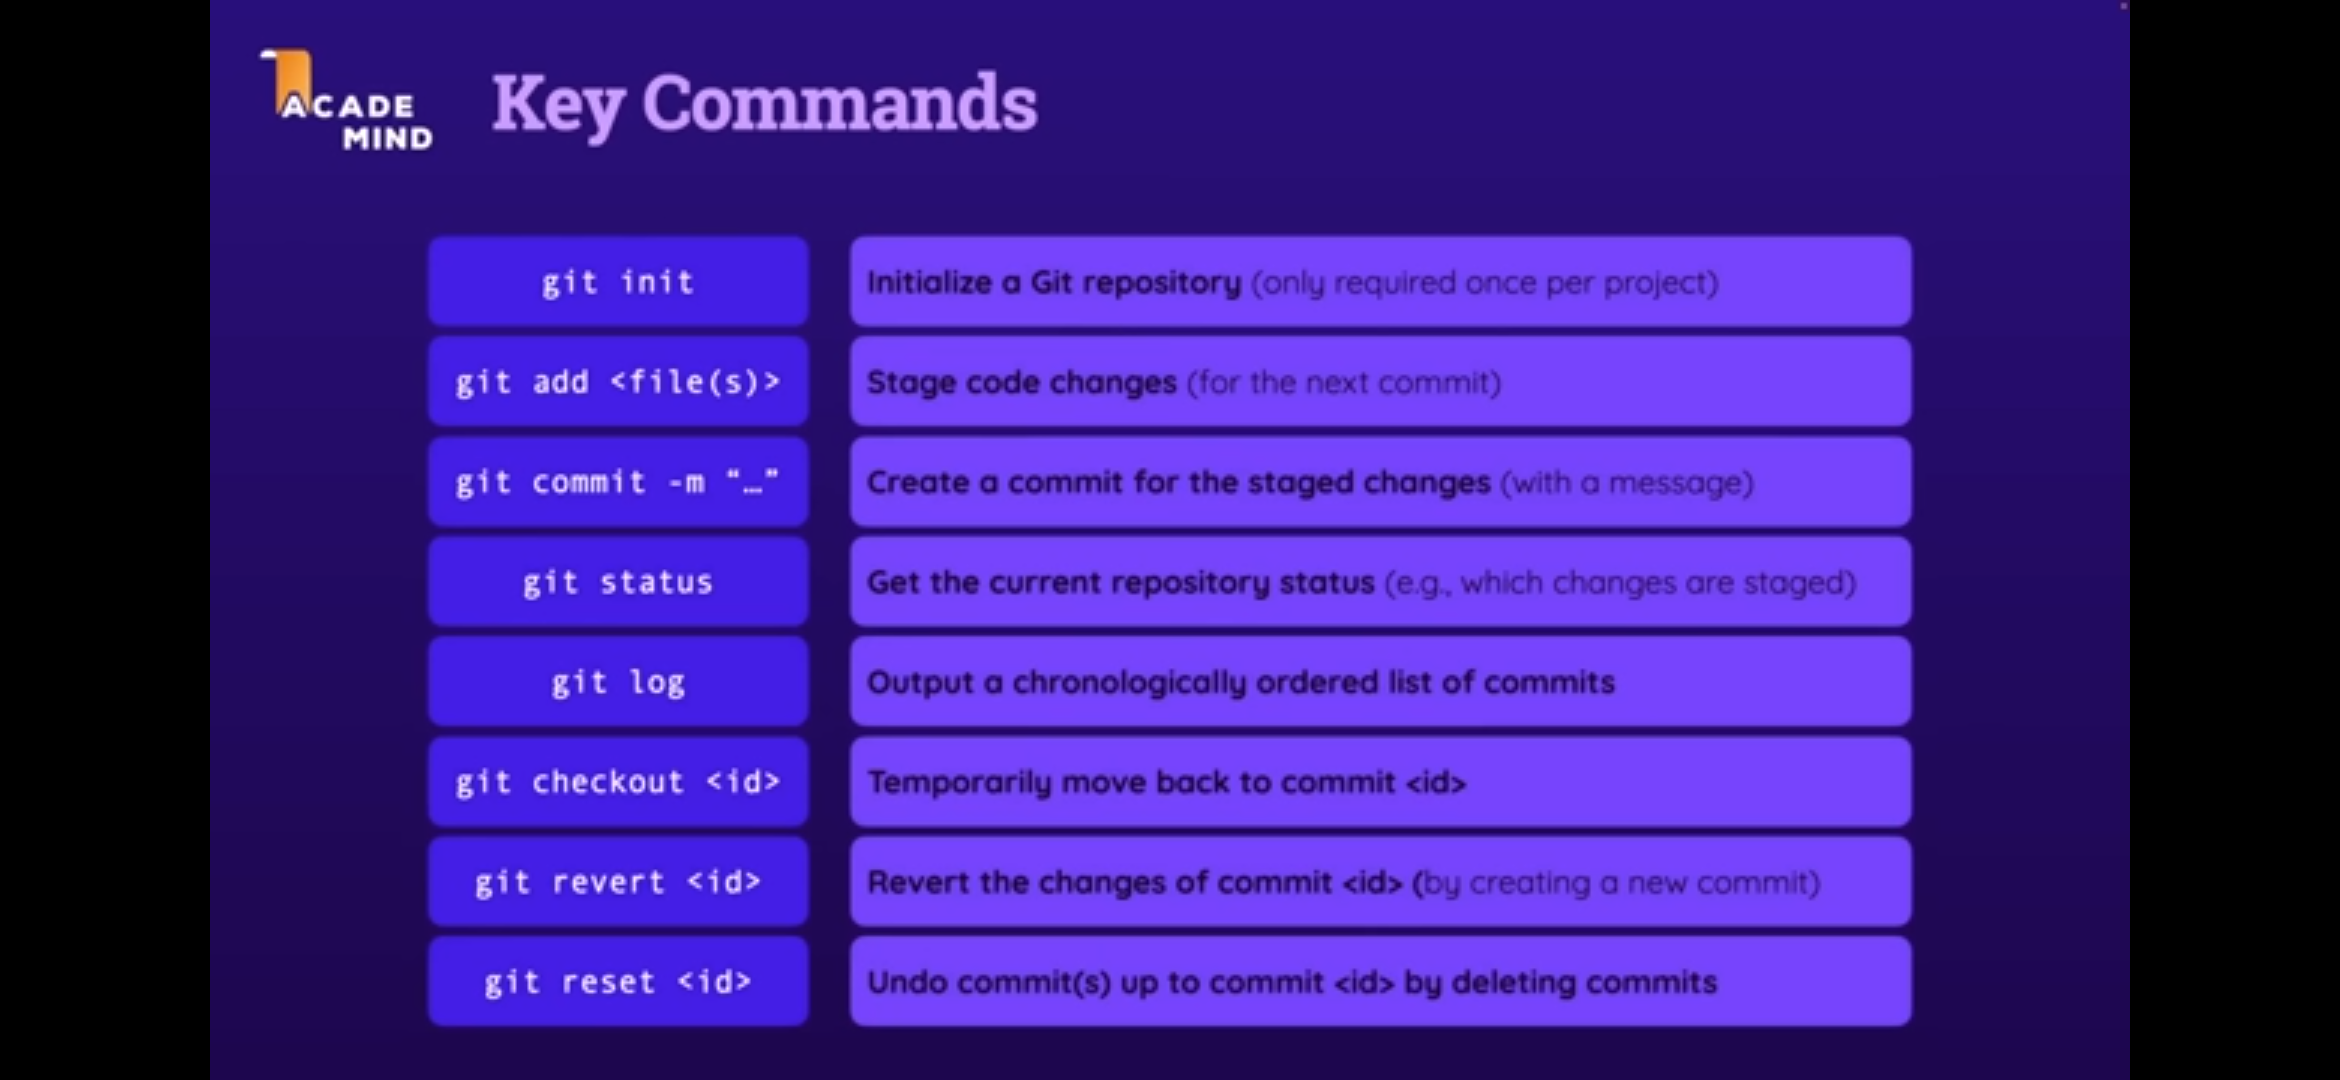 ACADE
MIND
Key Commands
git init
Initialize a Git repository (only required once per project)
git add <file(s)>
Stage code changes (for the next commit)
git commit -m “…”
Create a commit for the staged changes (with a message)
git status
Get the current repository status (e.g., which changes are staged)
git log
Output a chronologically ordered list of commits
git checkout <id>
Temporarily move back to commit <id>
git revert <id>
Revert the changes of commit <id> (by creating a new commit)
git reset <id>
Undo commit(s) up to commit <id> by deleting commits